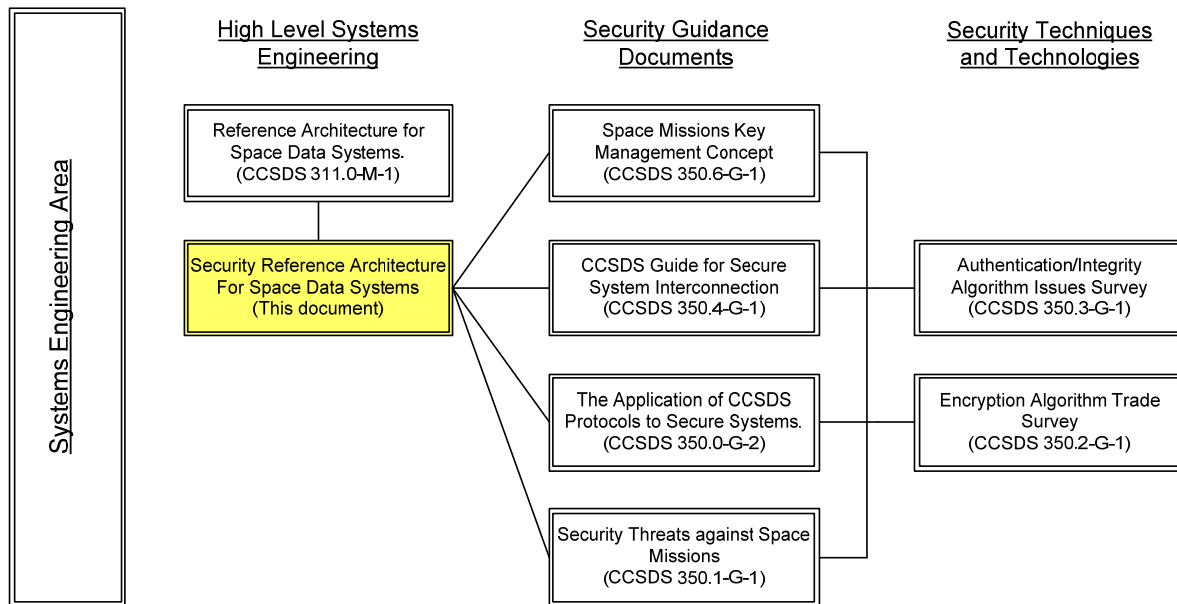 Systems Engineering Area
High Level Systems
Engineering
Reference Architecture for
Space Data Systems.
(CCSDS 311.0-M-1)
Security Reference Architecture
For Space Data Systems
(This document)
Security Guidance
Documents
Space Missions Key
Management Concept
(CCSDS 350.6-G-1)
CCSDS Guide for Secure
System Interconnection
(CCSDS 350.4-G-1)
The Application of CCSDS
Protocols to Secure Systems.
(CCSDS 350.0-G-2)
Security Threats against Space
Missions
(CCSDS 350.1-G-1)
Security Techniques
and Technologies
Authentication/Integrity
Algorithm Issues Survey
(CCSDS 350.3-G-1)
Encryption Algorithm Trade
Survey
(CCSDS 350.2-G-1)